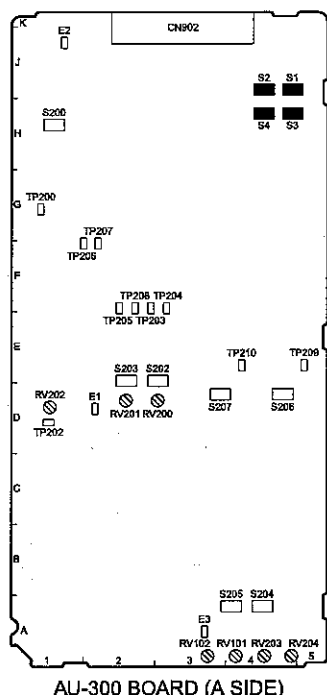 K
CN902
E2
J
S2 S1
S200
S4 S3
H
TP200
G
TP207
TP206
F
TP208 TP204
TP205 TP203
E
TP210 TP209
S203 S202
RV202
E1
RV201 RV200
S207 S206
D
TP202
C
B
S205 S204
E3
A
RV102 RV101 RV203 RV204
1 2 3 4 5
AU-300 BOARD (A SIDE)